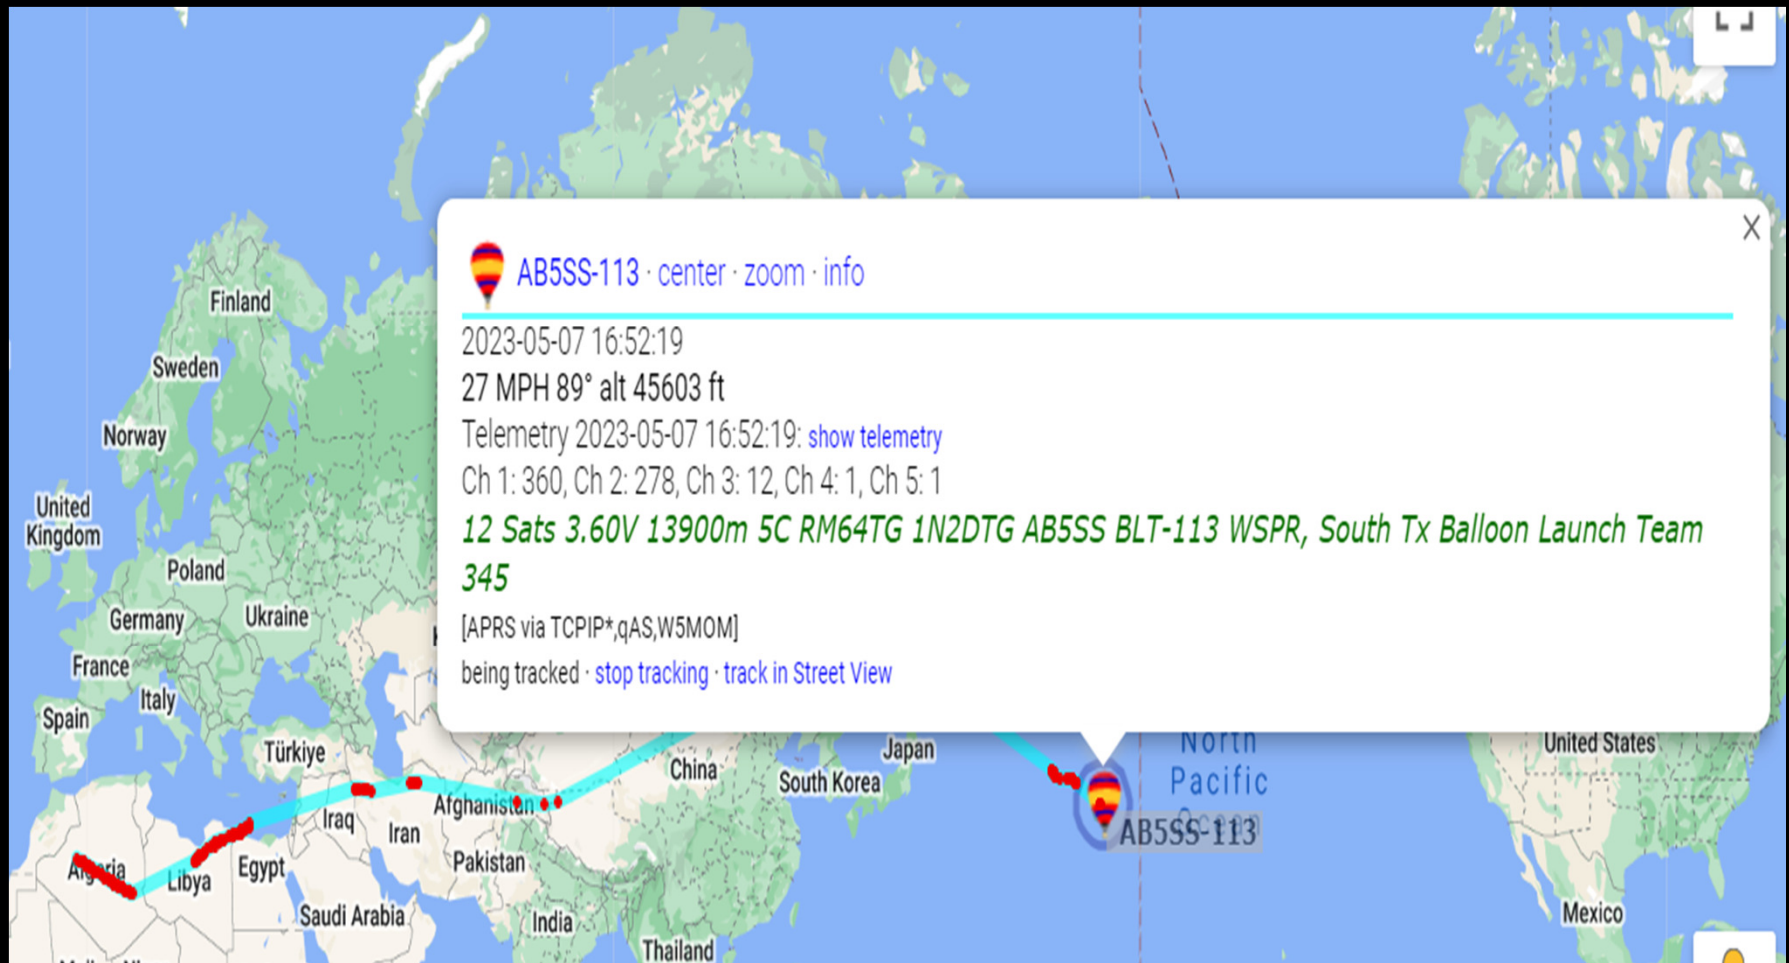 X
AB5SS-113 · center · zoom · info
2023-05-07 16:52:19
27 MPH 89° alt 45603 ft
Telemetry 2023-05-07 16:52:19: show telemetry
Ch 1: 360, Ch 2: 278, Ch 3: 12, Ch 4: 1, Ch 5: 1
12 Sats 3.60V 13900m 5C RM64TG 1N2DTG AB5SS BLT-113 WSPR, South Tx Balloon Launch Team
345
[APRS via TCPIP*,qAS,W5MOM]
being tracked · stop tracking · track in Street View
Finland
Sweden
Norway
United
Kingdom
Poland
Germany
Ukraine
France
Italy
Spain
Türkiye
China
South Korea
Japan
North
Pacific
Ocean
AB5SS-113
United States
Afghanistan
Iraq
Iran
Pakistan
Algeria
Libya
Egypt
Saudi Arabia
India
Thailand
Mexico